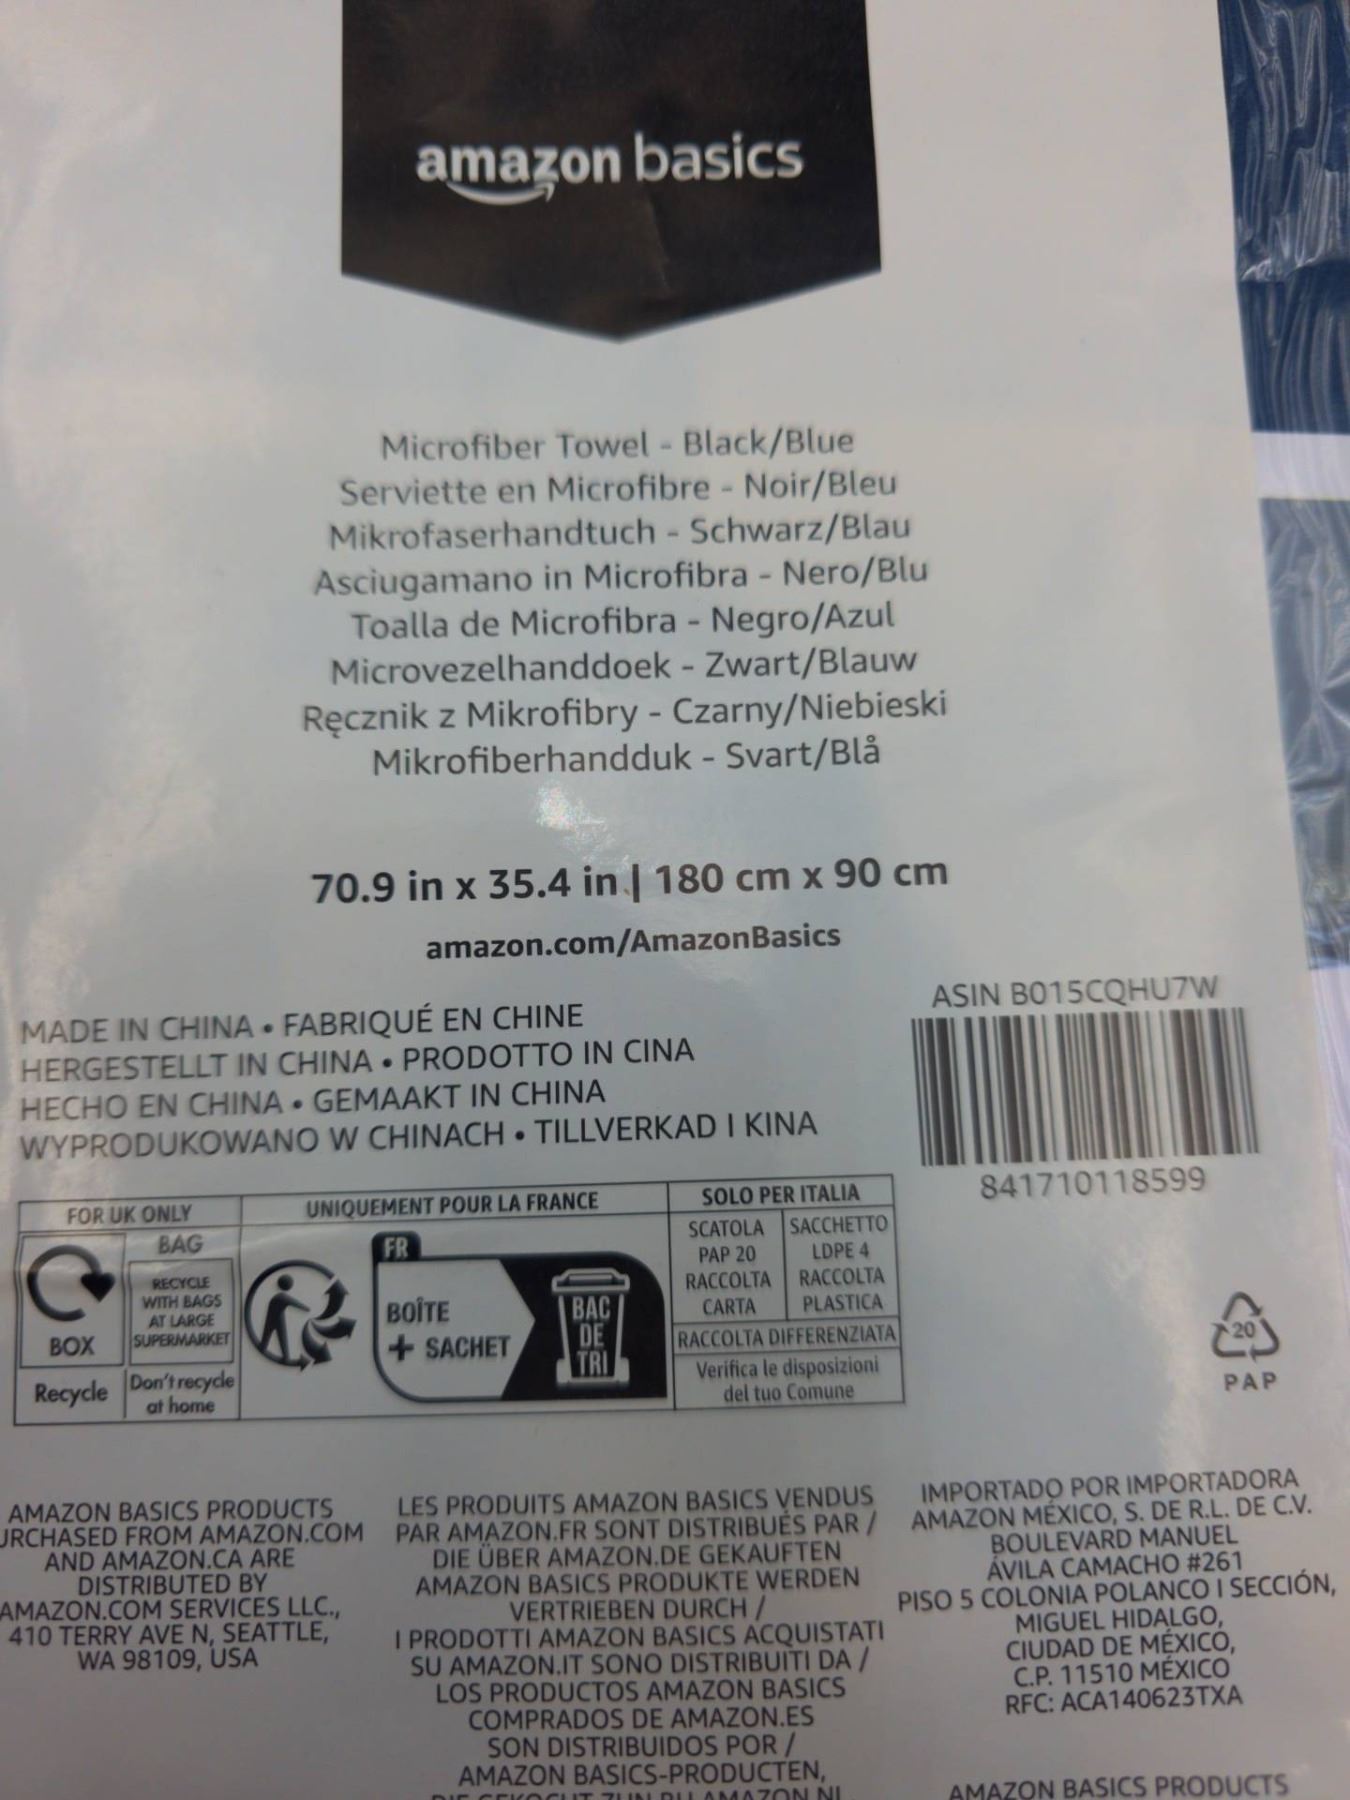 amazon basics
Microfiber Towel - Black/Blue
Serviette en Microfibre - Noir/Bleu
Mikrofaserhandtuch - Schwarz/Blau
Asciugamano in Microfibra - Nero/Blu
Toalla de Microfibra - Negro/Azul
Microvezelhanddoek - Zwart/Blauw
Ręcznik z Mikrofibry - Czarny/Niebieski
Mikrofiberhandduk - Svart/Blå
70.9 in x 35.4 in | 180 cm x 90 cm
amazon.com/AmazonBasics
MADE IN CHINA • FABRIQUÉ EN CHINE
HERGESTELLT IN CHINA • PRODOTTO IN CINA
HECHO EN CHINA • GEMAAKT IN CHINA
WYPRODUKOWANO W CHINACH • TILLVERKAD I KINA
ASIN B015CQHU7W
841710118599
FOR UK ONLY
BOX
Recycle
BAG
RECYCLE
WITH BAGS
AT LARGE
SUPERMARKET
Don't recycle
at home
UNIQUEMENT POUR LA FRANCE
FR
BOÎTE
+ SACHET
BAC
DE
TRI
SOLO PER ITALIA
SCATOLA
PAP 20
RACCOLTA
CARTA
SACCHETTO
LDPE 4
RACCOLTA
PLASTICA
RACCOLTA DIFFERENZIATA
Verifica le disposizioni
del tuo Comune
20
PAP
AMAZON BASICS PRODUCTS
URCHASED FROM AMAZON.COM
AND AMAZON.CA ARE
DISTRIBUTED BY
AMAZON.COM SERVICES LLC.,
410 TERRY AVE N, SEATTLE,
WA 98109, USA
LES PRODUITS AMAZON BASICS VENDUS
PAR AMAZON.FR SONT DISTRIBUÉS PAR /
DIE ÜBER AMAZON.DE GEKAUFTEN
AMAZON BASICS PRODUKTE WERDEN
VERTRIEBEN DURCH /
I PRODOTTI AMAZON BASICS ACQUISTATI
SU AMAZON.IT SONO DISTRIBUITI DA /
LOS PRODUCTOS AMAZON BASICS
COMPRADOS DE AMAZON.ES
SON DISTRIBUIDOS POR /
AMAZON BASICS-PRODUCTEN,
DIE GEKOCHT ZIJN BIJ AMAZON.NL
IMPORTADO POR IMPORTADORA
AMAZON MÉXICO, S. DE R.L. DE C.V.
BOULEVARD MANUEL
ÁVILA CAMACHO #261
PISO 5 COLONIA POLANCO I SECCIÓN,
MIGUEL HIDALGO,
CIUDAD DE MÉXICO,
C.P. 11510 MÉXICO
RFC: ACA140623TXA
AMAZON BASICS PRODUCTS